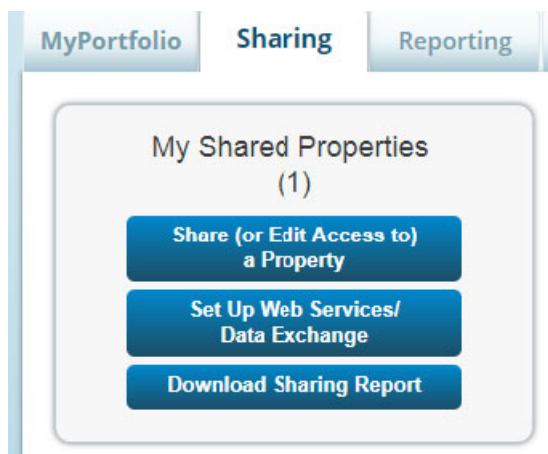 MyPortfolio Sharing Reporting
My Shared Properties
(1)
Share (or Edit Access to)
a Property
Set Up Web Services/
Data Exchange
Download Sharing Report